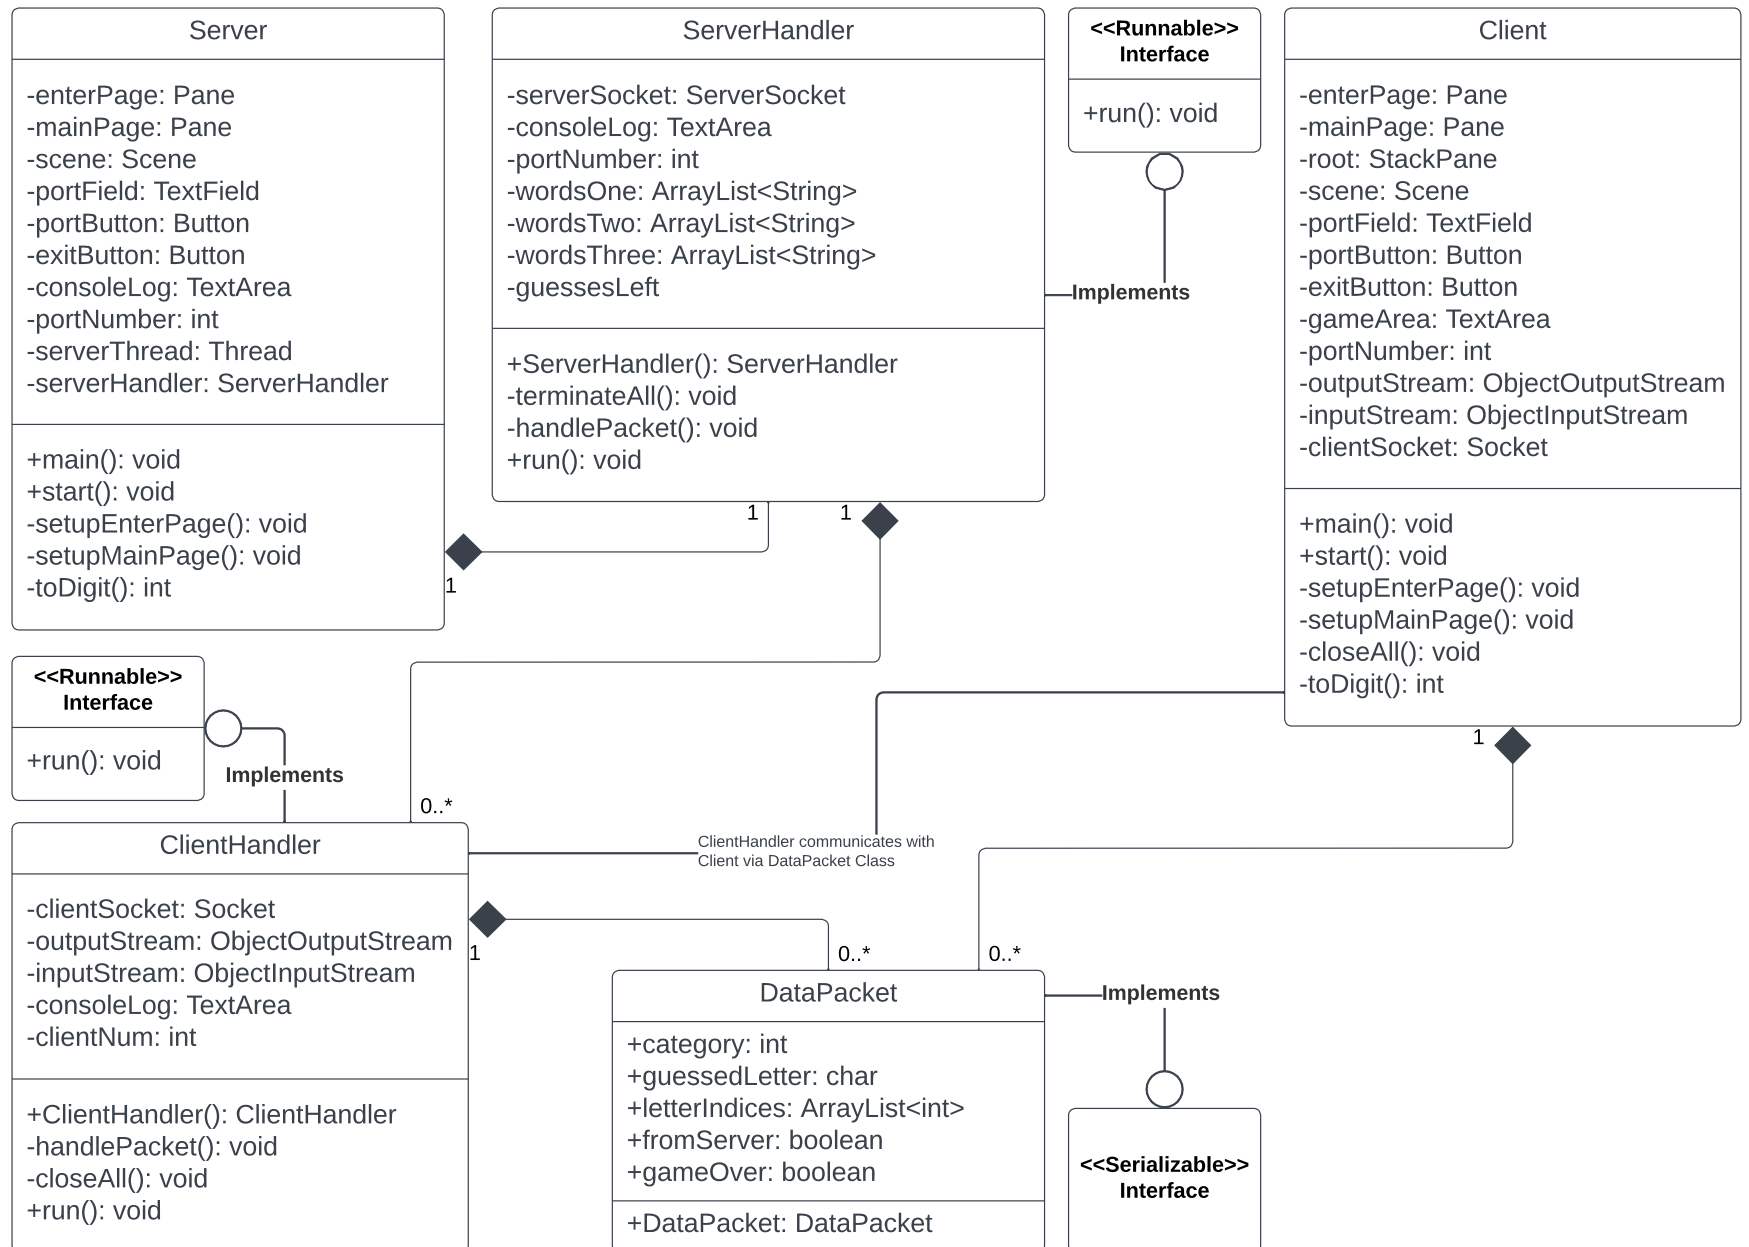 Server
-enterPage: Pane
-mainPage: Pane
-scene: Scene
-portField: TextField
-portButton: Button
-exitButton: Button
-consoleLog: TextArea
-portNumber: int
-serverThread: Thread
-serverHandler: ServerHandler
+main(): void
+start(): void
-setupEnterPage(): void
-setupMainPage(): void
-toDigit(): int
1
ServerHandler
-serverSocket: ServerSocket
-consoleLog: TextArea
-portNumber: int
-wordsOne: ArrayList<String>
-wordsTwo: ArrayList<String>
-wordsThree: ArrayList<String>
-guessesLeft
+ServerHandler(): ServerHandler
-terminateAll(): void
-handlePacket(): void
+run(): void
1
1
<<Runnable>>
Interface
+run(): void
Implements
Client
-enterPage: Pane
-mainPage: Pane
-root: StackPane
-scene: Scene
-portField: TextField
-portButton: Button
-exitButton: Button
-gameArea: TextArea
-portNumber: int
-outputStream: ObjectOutputStream
-inputStream: ObjectInputStream
-clientSocket: Socket
+main(): void
+start(): void
-setupEnterPage(): void
-setupMainPage(): void
-closeAll(): void
-toDigit(): int
1
<<Runnable>>
Interface
+run(): void
Implements
0..*
ClientHandler
-clientSocket: Socket
-outputStream: ObjectOutputStream
-inputStream: ObjectInputStream
-consoleLog: TextArea
-clientNum: int
+ClientHandler(): ClientHandler
-handlePacket(): void
-closeAll(): void
+run(): void
1
ClientHandler communicates with
Client via DataPacket Class
0..*
0..*
DataPacket
+category: int
+guessedLetter: char
+letterIndices: ArrayList<int>
+fromServer: boolean
+gameOver: boolean
+DataPacket: DataPacket
Implements
<<Serializable>>
Interface